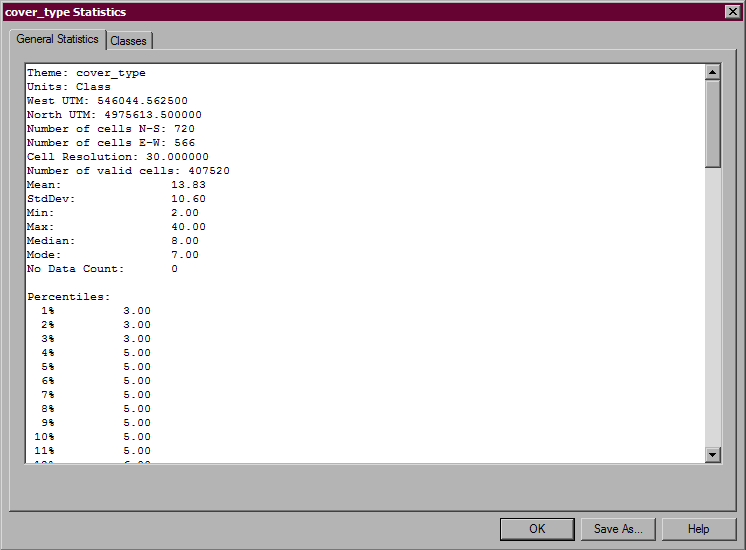 cover_type Statistics
General Statistics
Classes
Theme: cover_type
Units: Class
West UTM: 546044.562500
North UTM: 4975613.500000
Number of cells N-S: 720
Number of cells E-W: 566
Cell Resolution: 30.000000
Number of valid cells: 407520
Mean: 13.83
StdDev: 10.60
Min: 2.00
Max: 40.00
Median: 8.00
Mode: 7.00
No Data Count: 0
Percentiles:
1% 3.00
2% 3.00
3% 3.00
4% 5.00
5% 5.00
6% 5.00
7% 5.00
8% 5.00
9% 5.00
10% 5.00
11% 5.00
OK
Save As...
Help